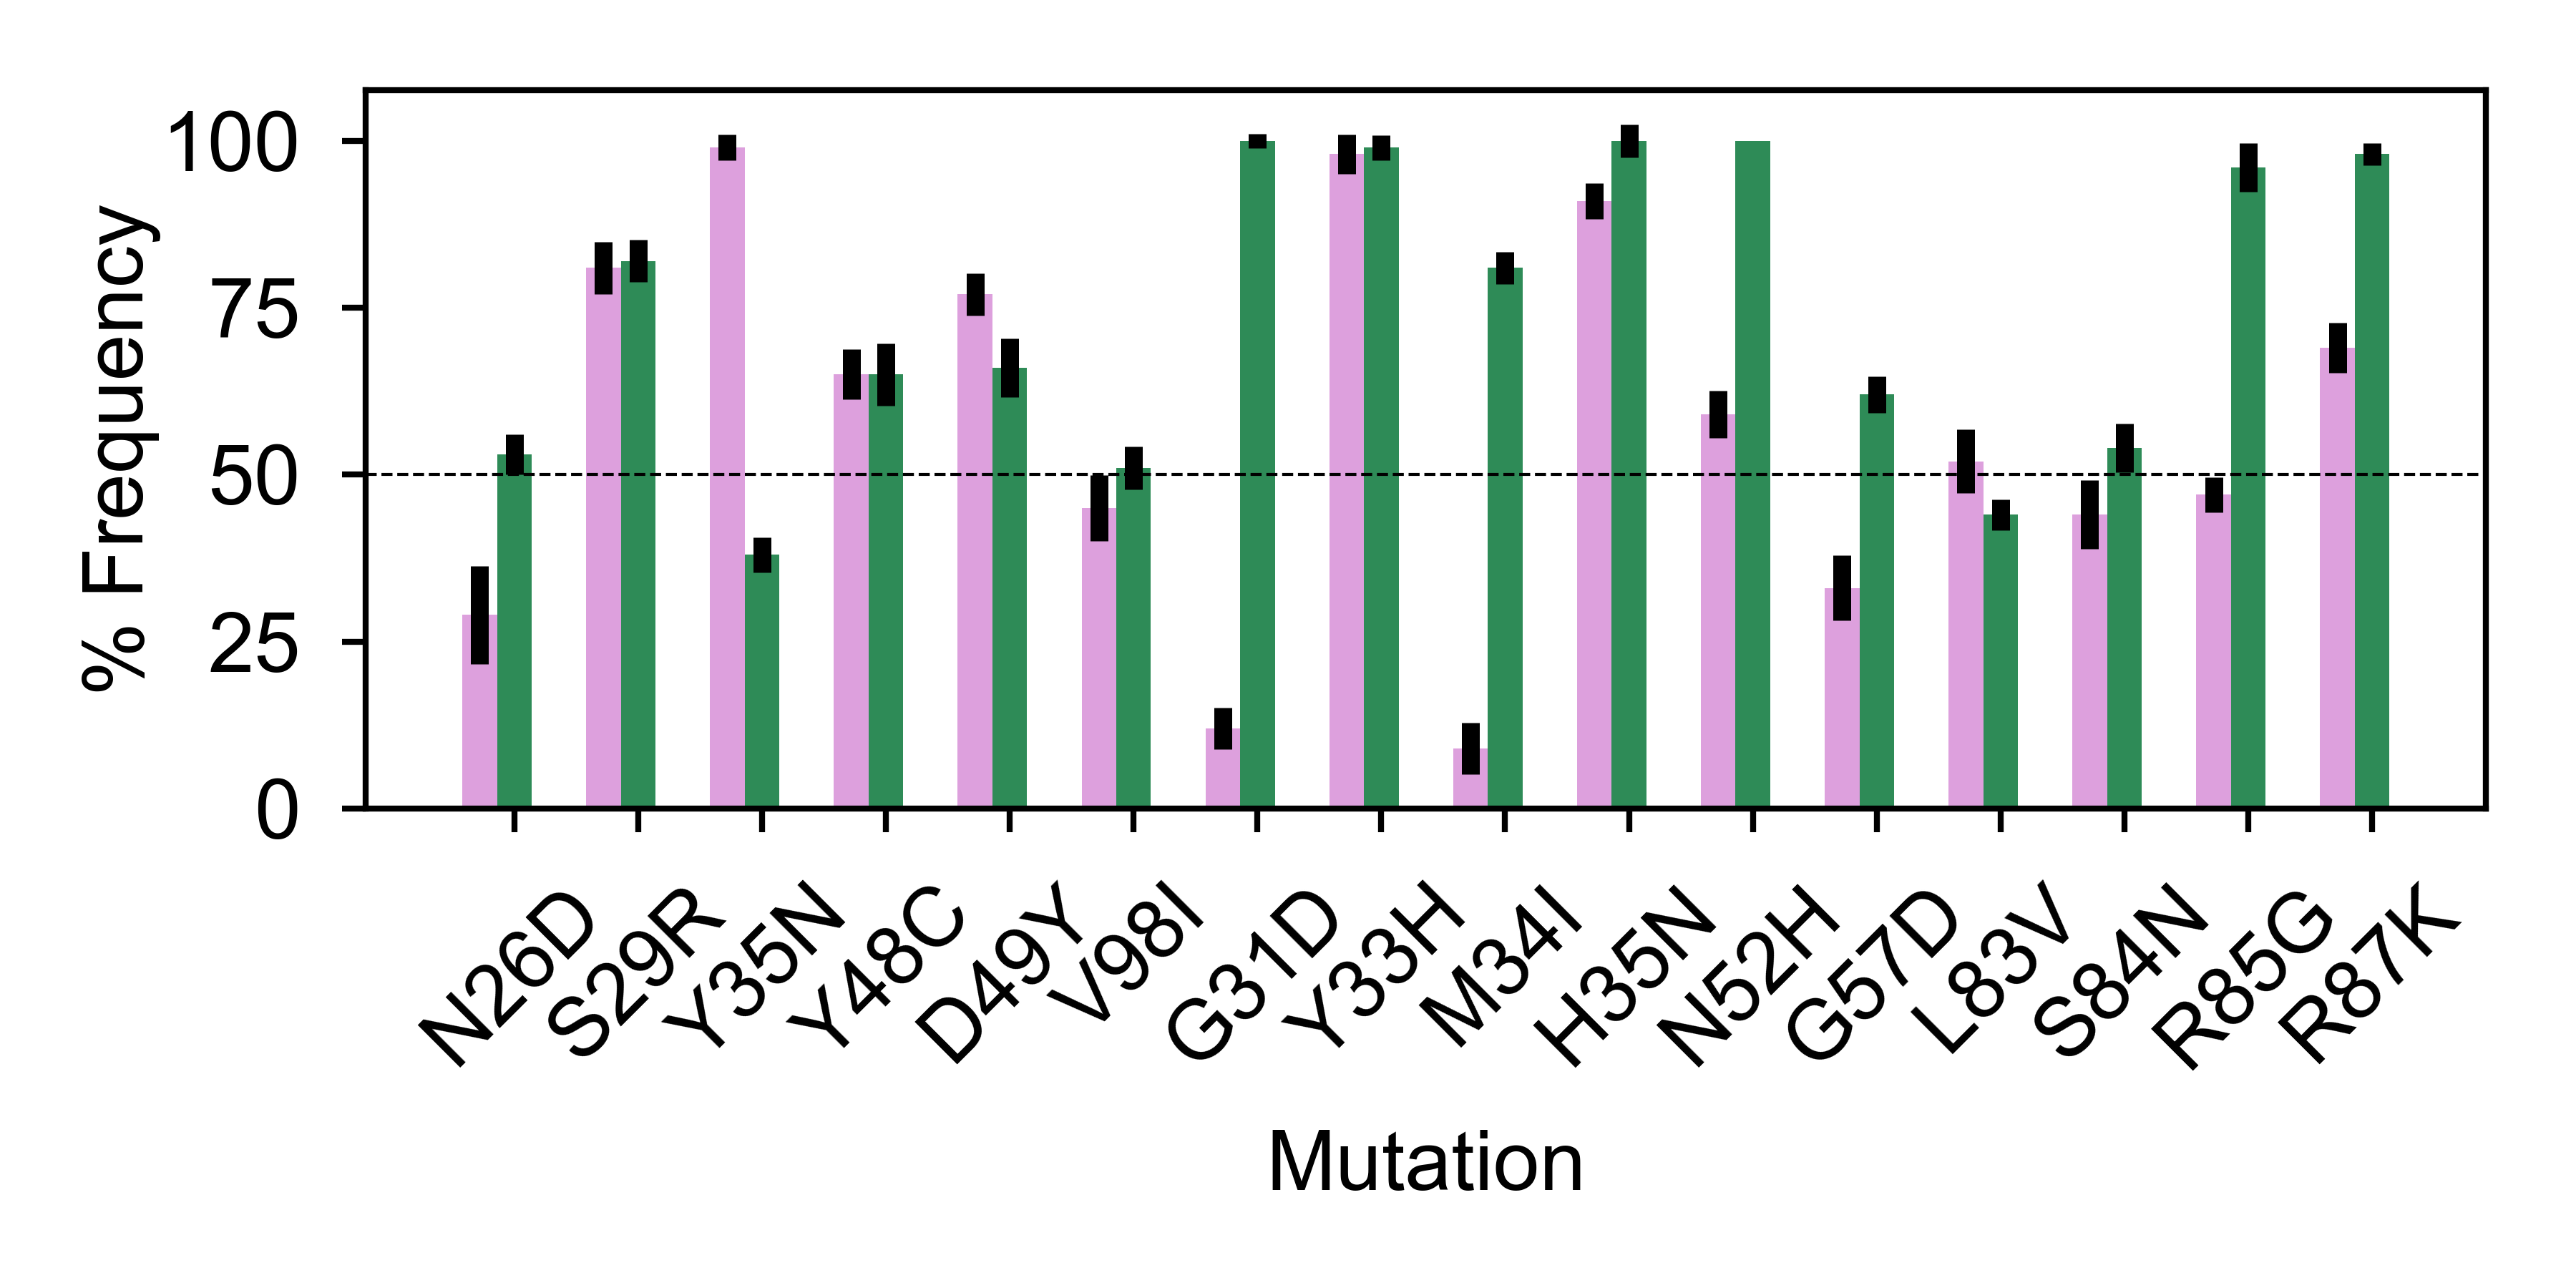 % Frequency
100
75
50
25
0
N26D
S29R
Y35N
Y48C
D49Y
V98I
G31D
Y33H
M34I
H35N
N52H
G57D
L83V
S84N
R85G
R87K
Mutation